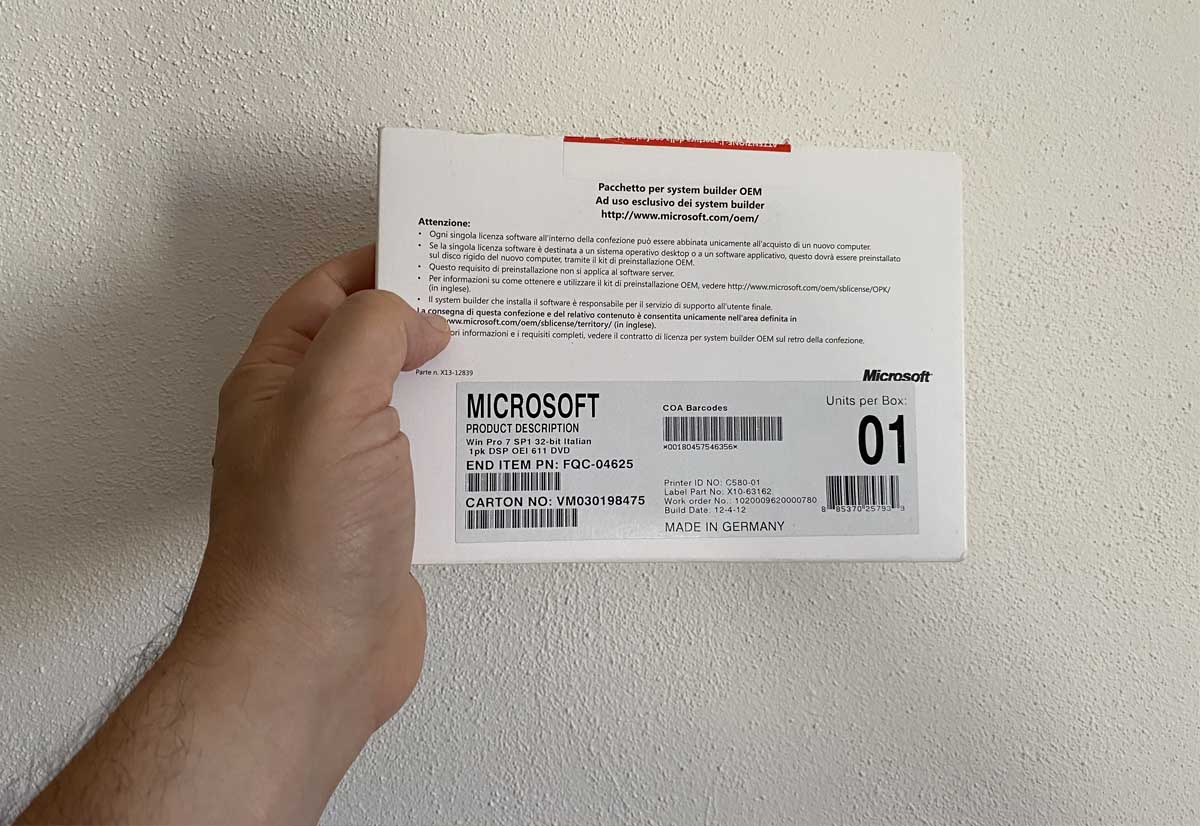 ATTENZIONE: L'apertura della confezione
Pacchetto per system builder OEM
Ad uso esclusivo dei system builder
http://www.microsoft.com/oem/
Attenzione:
• Ogni singola licenza software all'interno della confezione può essere abbinata unicamente all'acquisto di un nuovo computer.
• Se la singola licenza software è destinata a un sistema operativo desktop o a un software applicativo, questo dovrà essere preinstallato
sul disco rigido del nuovo computer, tramite il kit di preinstallazione OEM.
• Questo requisito di preinstallazione non si applica al software server.
• Per informazioni su come ottenere e utilizzare il kit di preinstallazione OEM, vedere http://www.microsoft.com/oem/sblicense/OPK/
(in inglese).
• Il system builder che installa il software è responsabile per il servizio di supporto all'utente finale.
La consegna di questa confezione e del relativo contenuto è consentita unicamente nell'area definita in
www.microsoft.com/oem/sblicense/territory/ (in inglese).
ori informazioni e i requisiti completi, vedere il contratto di licenza per system builder OEM sul retro della confezione.
Parte n. X13-12839
Microsoft
MICROSOFT
PRODUCT DESCRIPTION
Win Pro 7 SP1 32-bit Italian
1pk DSP OEI 611 DVD
END ITEM PN: FQC-04625
CARTON NO: VM030198475
COA Barcodes
*00180457546356*
Printer ID NO: C580-01
Label Part No: X10-63162
Work order No.: 1020009620000780
Build Date: 12-4-12
MADE IN GERMANY
Units per Box:
01
8 85370 25793 3